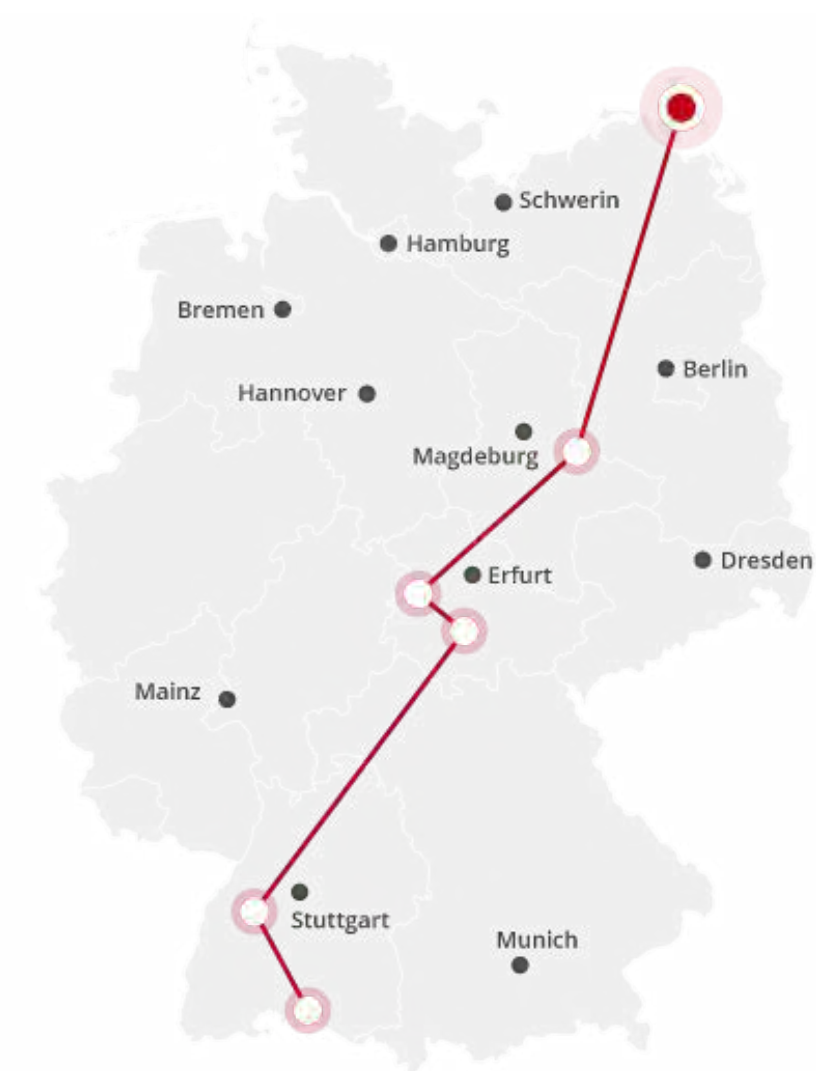 Schwerin
Hamburg
Bremen
Berlin
Hannover
Magdeburg
Dresden
Erfurt
Mainz
Stuttgart
Munich